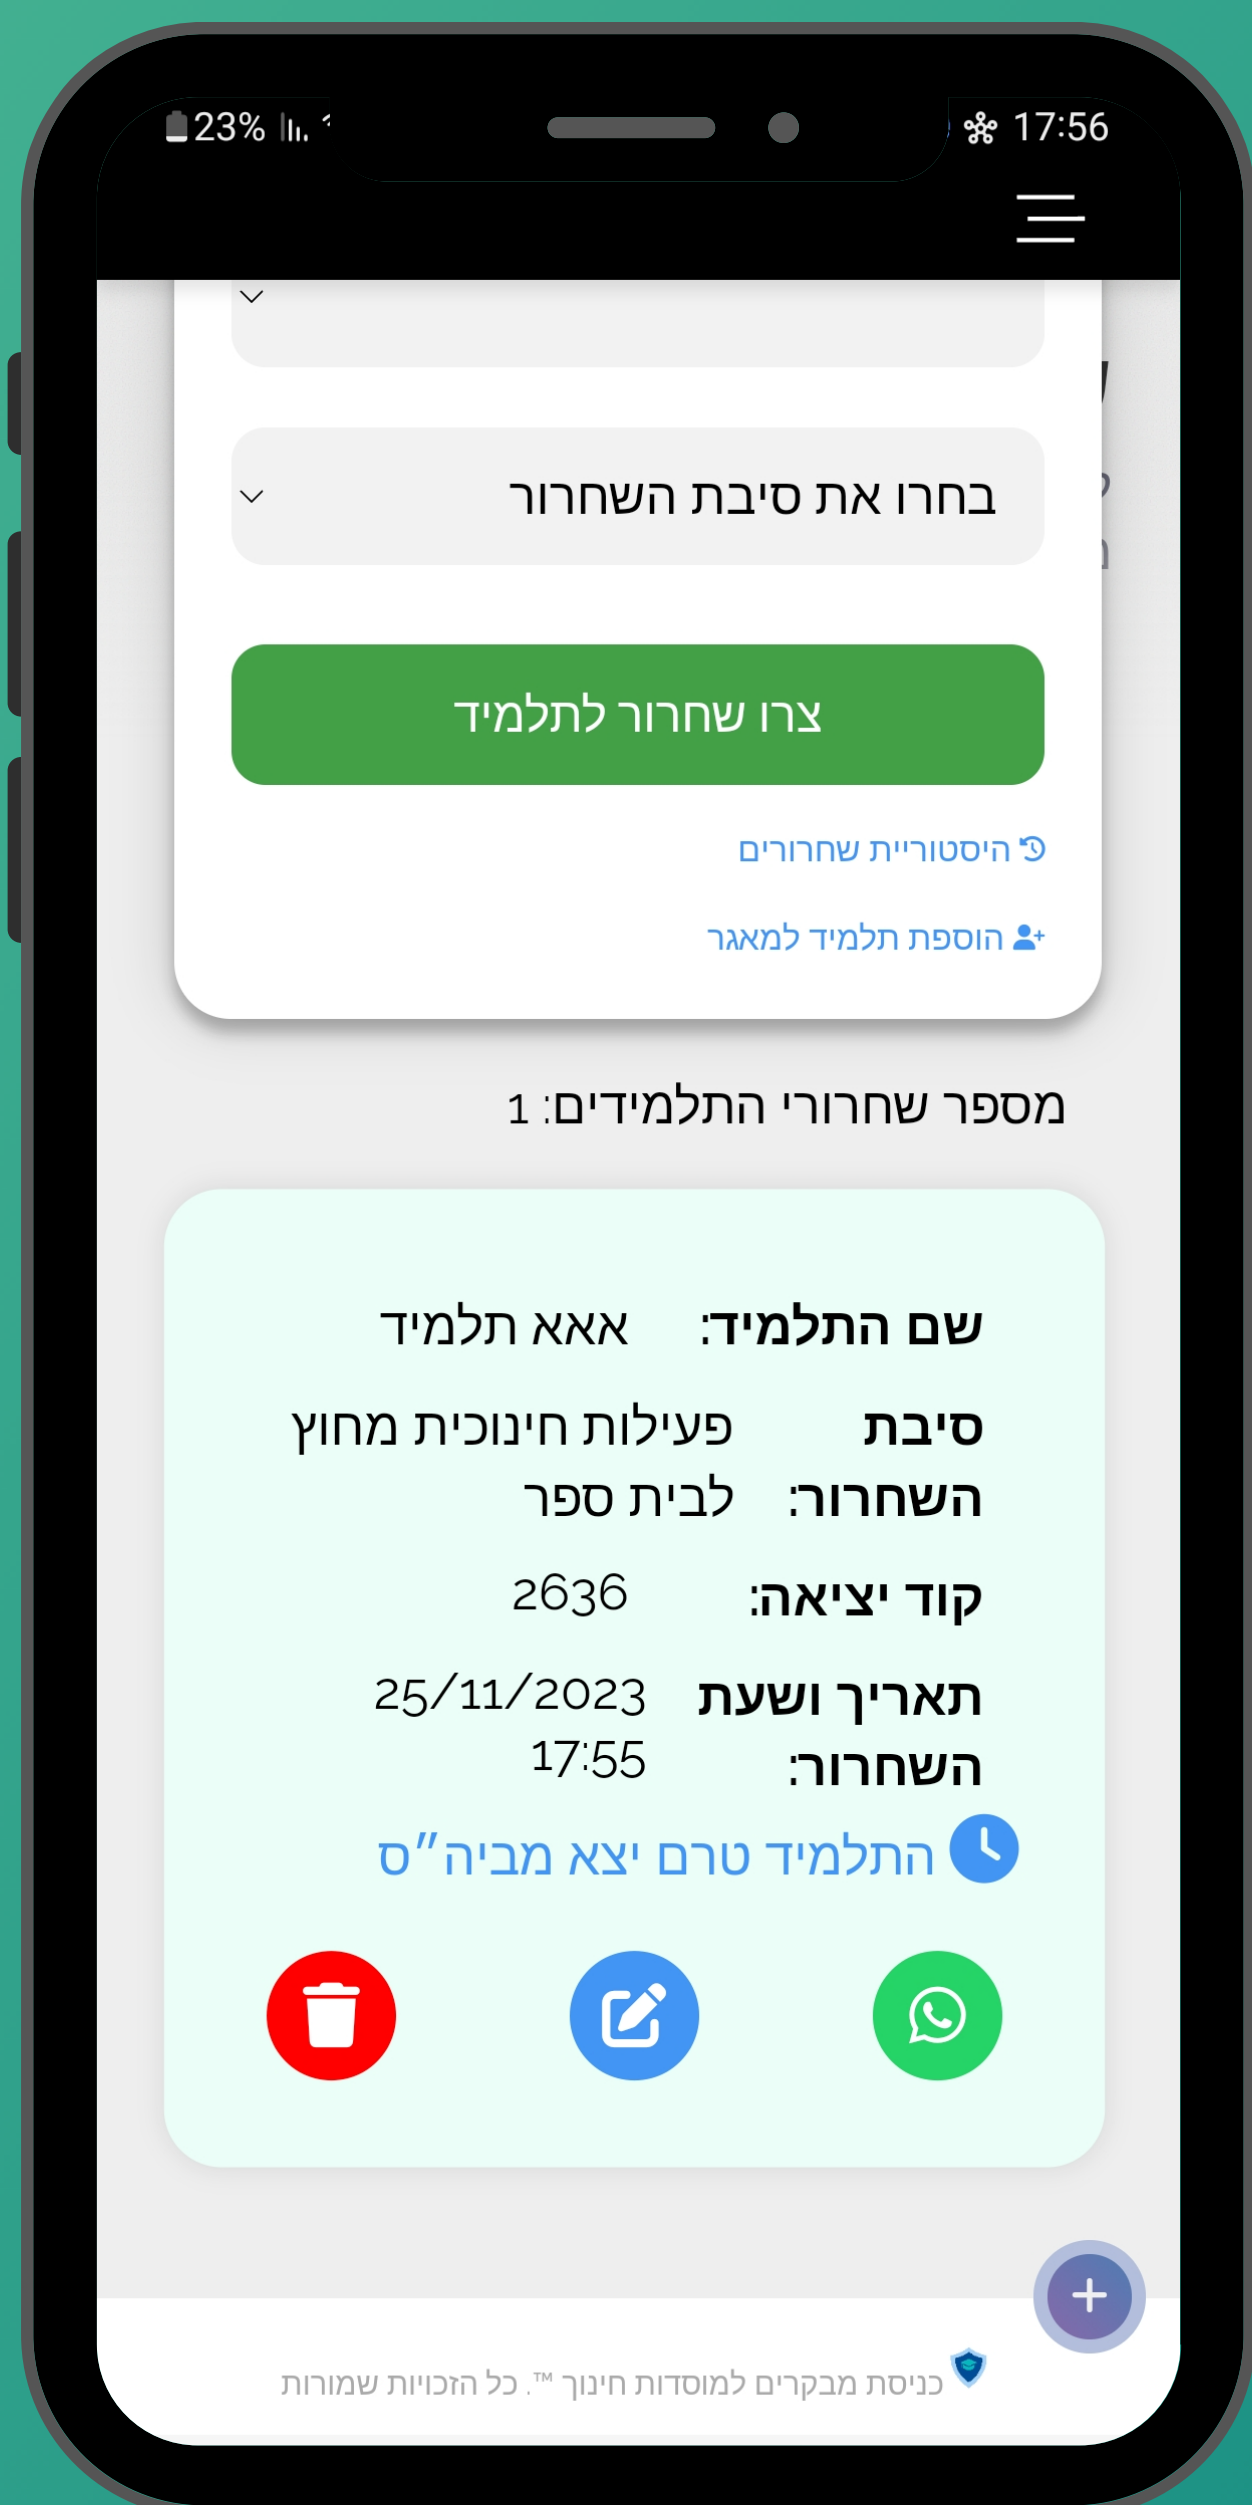 23%
17:56
בחרו את סיבת השחרור
צרו שחרור לתלמיד
היסטוריית שחרורים
הוספת תלמיד למאגר
מספר שחרורי התלמידים: 1
שם התלמיד: אאא תלמיד
סיבת השחרור: פעילות חינוכית מחוץ
לבית ספר
קוד יציאה: 2636
תאריך ושעת השחרור: 25/11/2023
17:55
התלמיד טרם יצא מביה״ס
כניסת מבקרים למוסדות חינוך ™. כל הזכויות שמורות